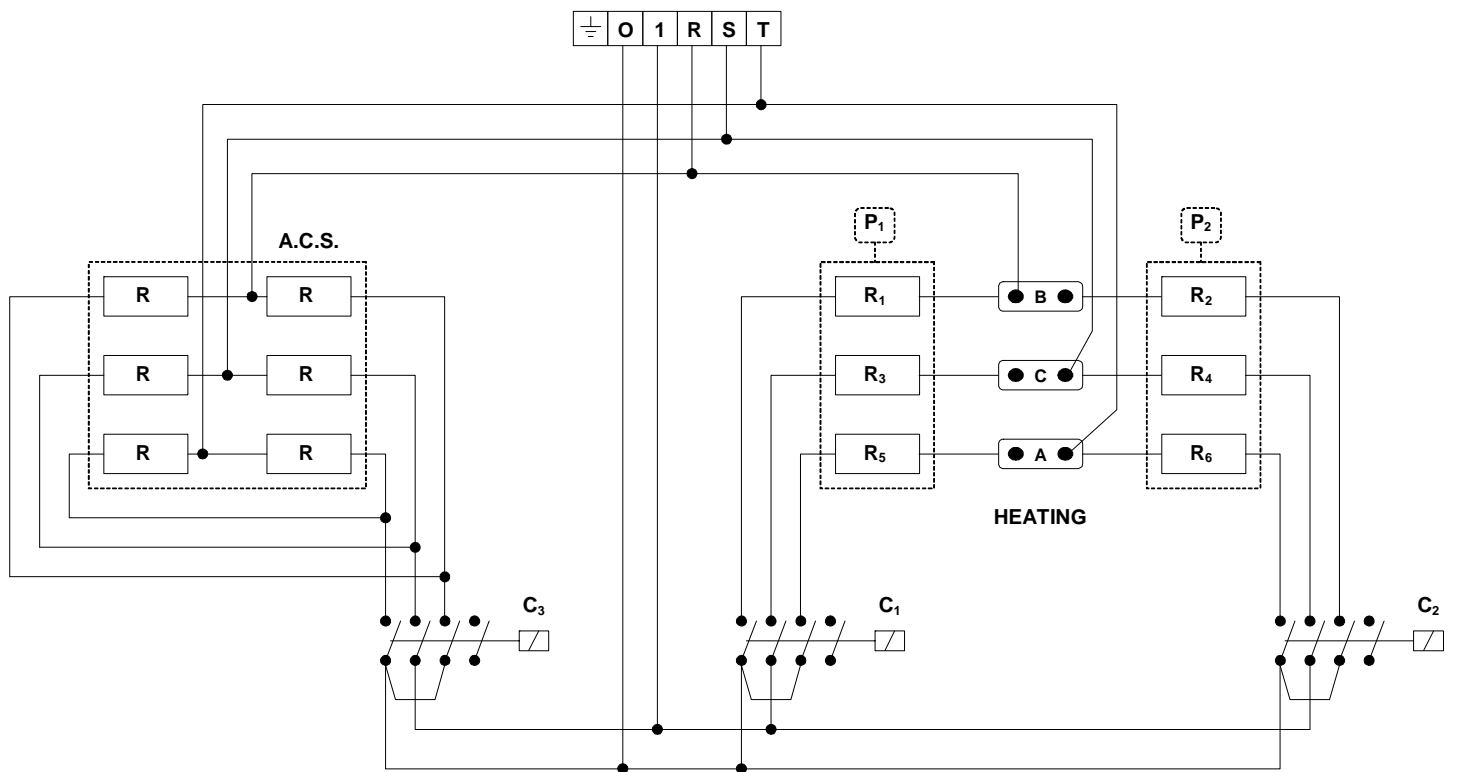 O 1 R S T
P₁ P₂
A.C.S.
R R R₁ B R₂
R R R₃ C R₄
R R R₅ A R₆
HEATING
C₃ C₁ C₂